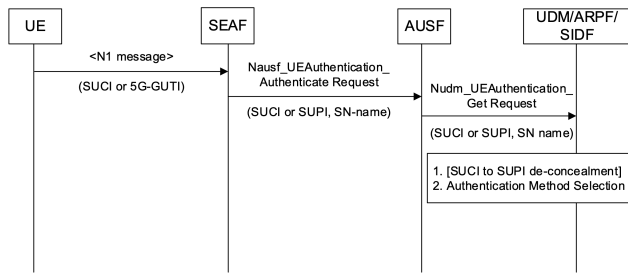 UE
SEAF
AUSF
UDM/ARPF/
SIDF
<N1 message>
(SUCI or 5G-GUTI)
Nausf_UEAuthentication_
Authenticate Request
(SUCI or SUPI, SN-name)
Nudm_UEAuthentication_
Get Request
(SUCI or SUPI, SN name)
1. [SUCI to SUPI de-concealment]
2. Authentication Method Selection